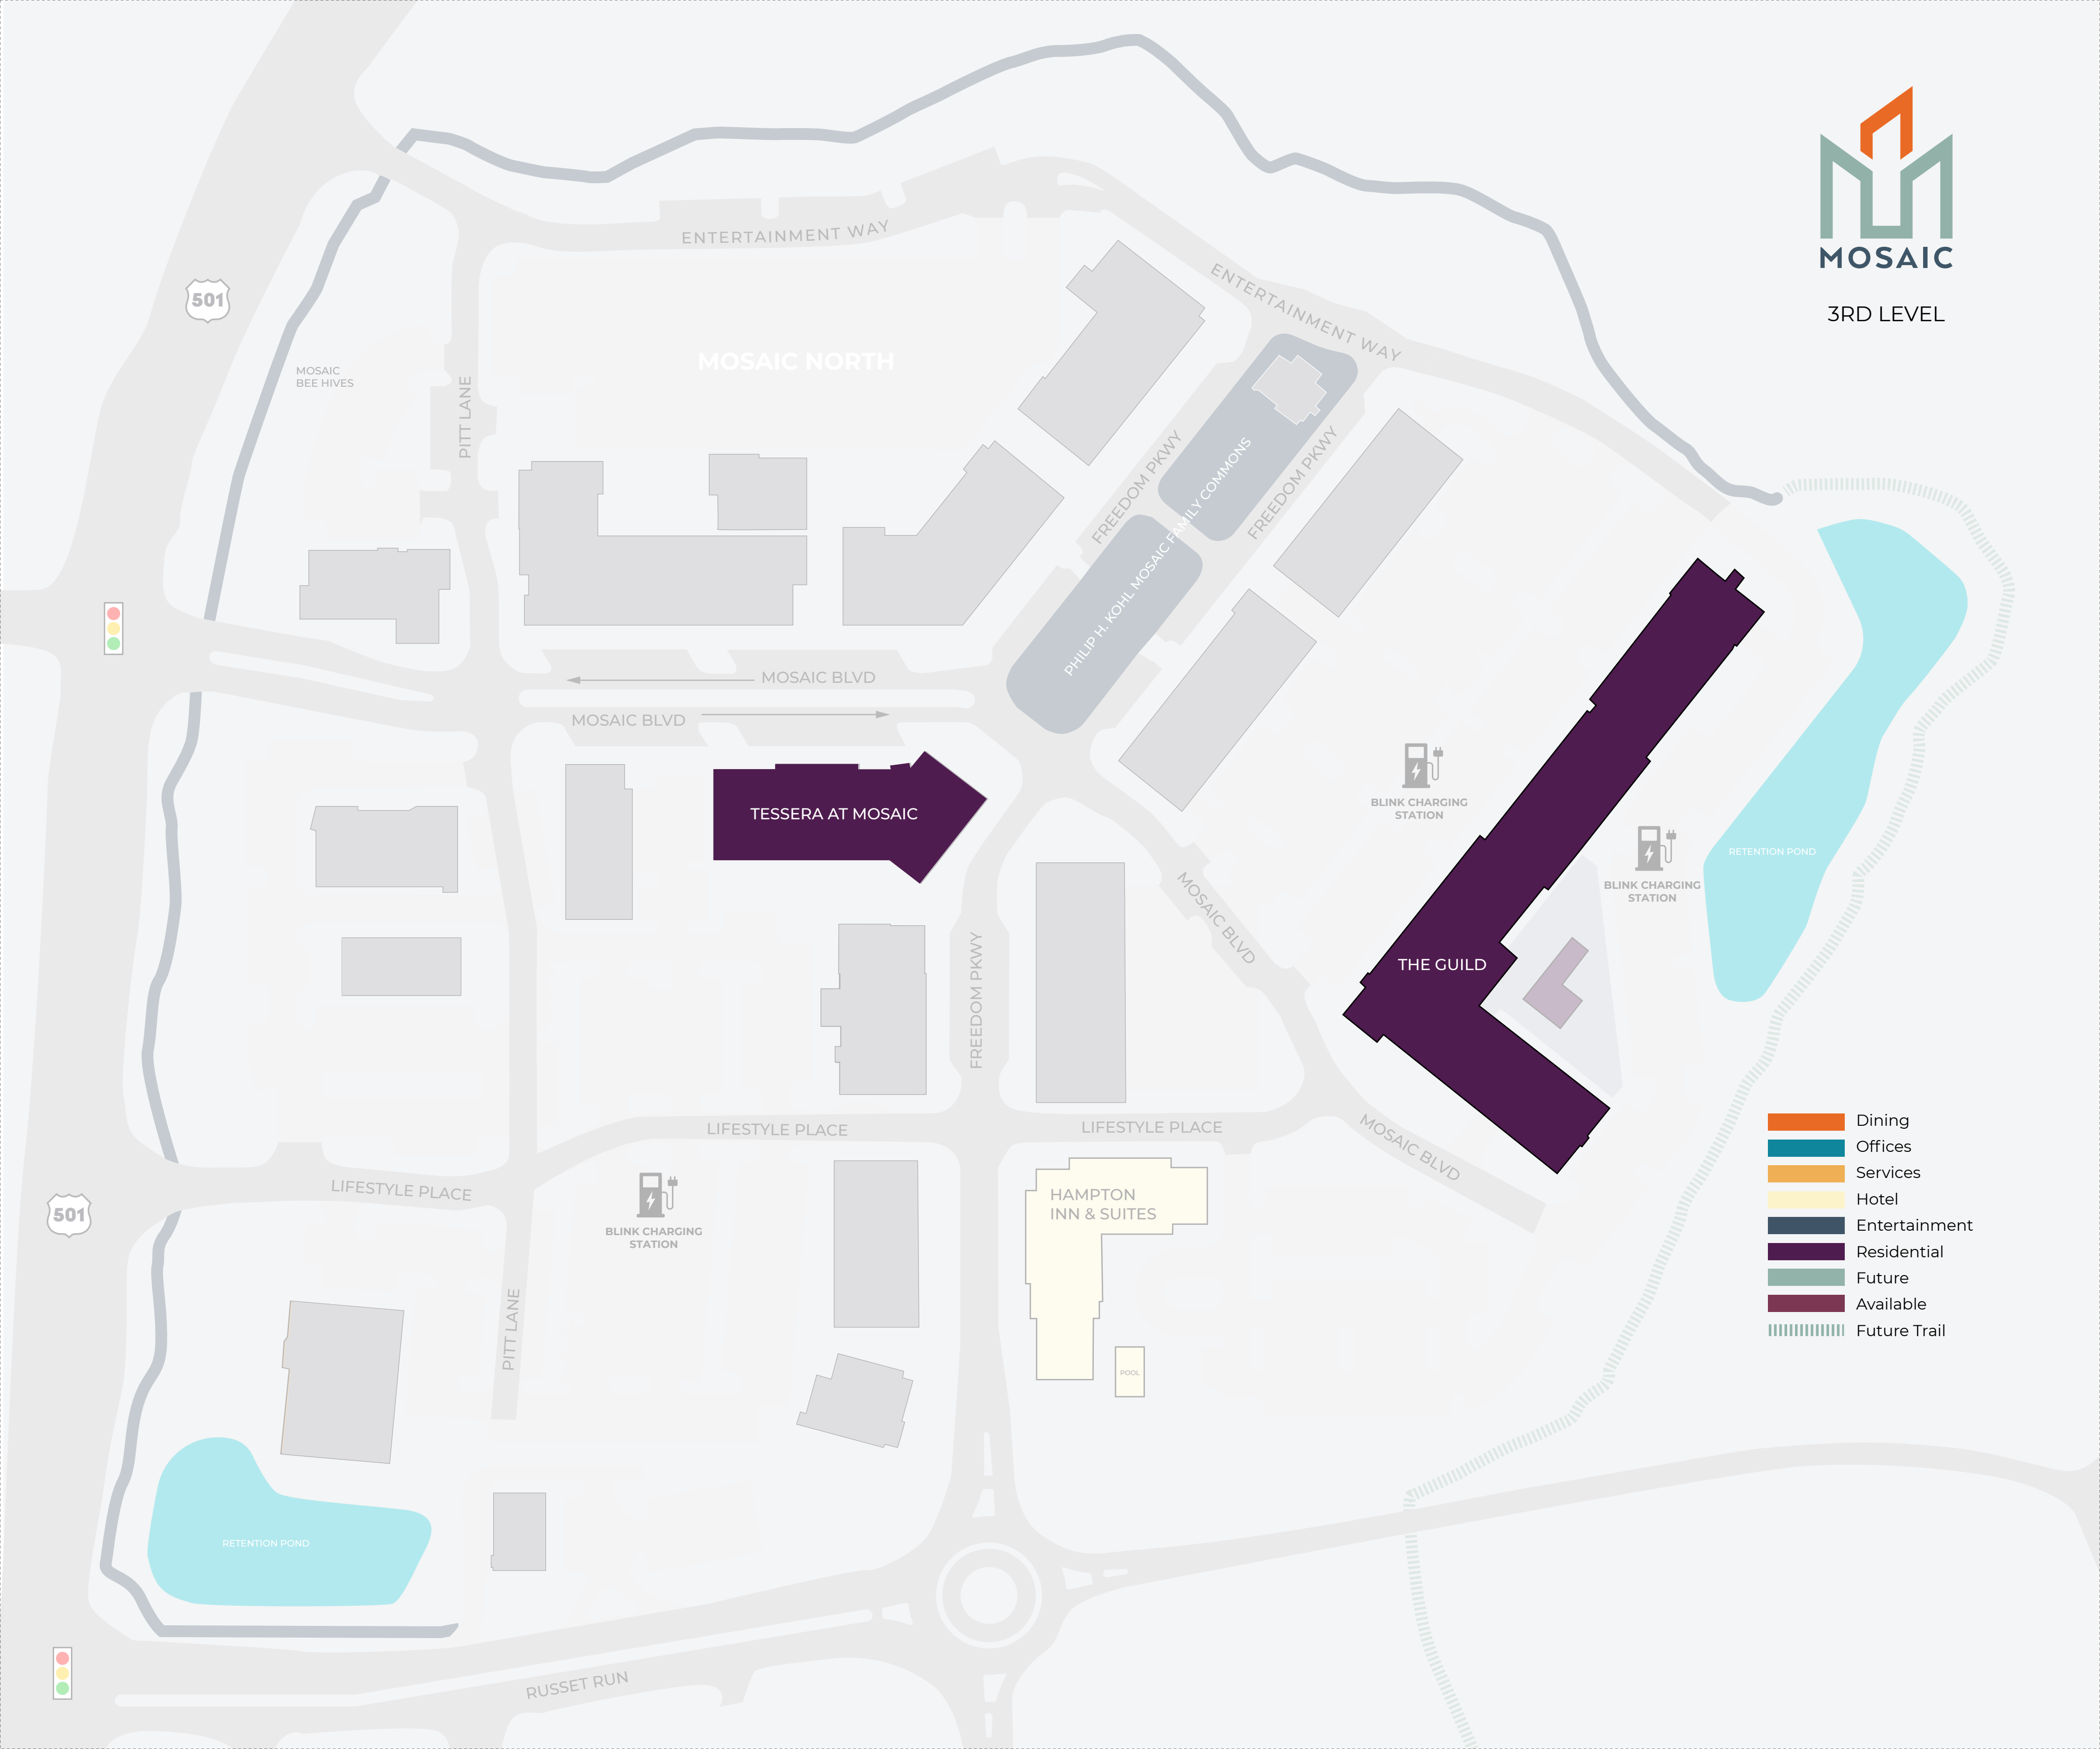 MOSAIC
3RD LEVEL
ENTERTAINMENT WAY
ENTERTAINMENT WAY
501
MOSAIC
BEE HIVES
PITT LANE
MOSAIC NORTH
FREEDOM PKWY
FREEDOM PKWY
PHILIP H. KOHL MOSAIC FAMILY COMMONS
MOSAIC BLVD
MOSAIC BLVD
TESSERA AT MOSAIC
BLINK CHARGING
STATION
BLINK CHARGING
STATION
RETENTION POND
MOSAIC BLVD
THE GUILD
FREEDOM PKWY
LIFESTYLE PLACE
LIFESTYLE PLACE
MOSAIC BLVD
LIFESTYLE PLACE
501
BLINK CHARGING
STATION
HAMPTON
INN & SUITES
POOL
PITT LANE
RETENTION POND
RUSSET RUN
Dining
Offices
Services
Hotel
Entertainment
Residential
Future
Available
Future Trail